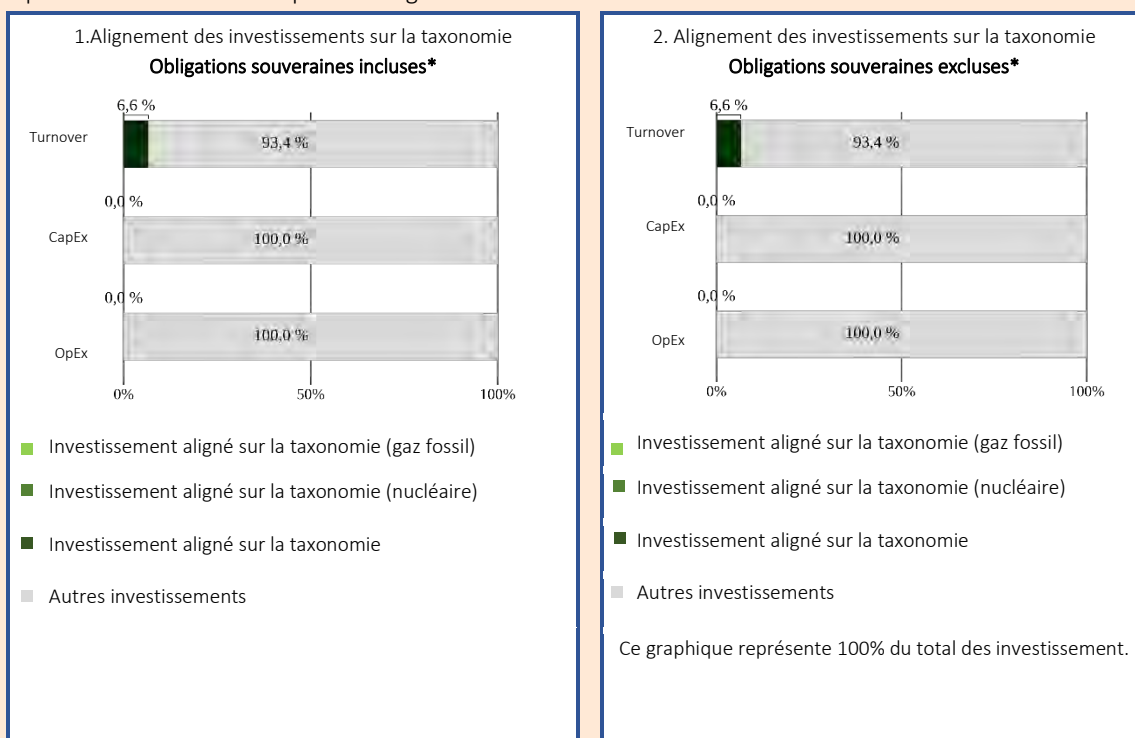 1.Alignement des investissements sur la taxonomie
Obligations souveraines incluses*
6,6 %
Turnover
93,4 %
0,0 %
CapEx
100,0 %
0,0 %
OpEx
100,0 %
0%
50%
100%
Investissement aligné sur la taxonomie (gaz fossil)
Investissement aligné sur la taxonomie (nucléaire)
Investissement aligné sur la taxonomie
Autres investissements
2. Alignement des investissements sur la taxonomie
Obligations souveraines excluses*
6,6 %
Turnover
93,4 %
0,0 %
CapEx
100,0 %
0,0 %
OpEx
100,0 %
0%
50%
100%
Investissement aligné sur la taxonomie (gaz fossil)
Investissement aligné sur la taxonomie (nucléaire)
Investissement aligné sur la taxonomie
Autres investissements
Ce graphique représente 100% du total des investissement.